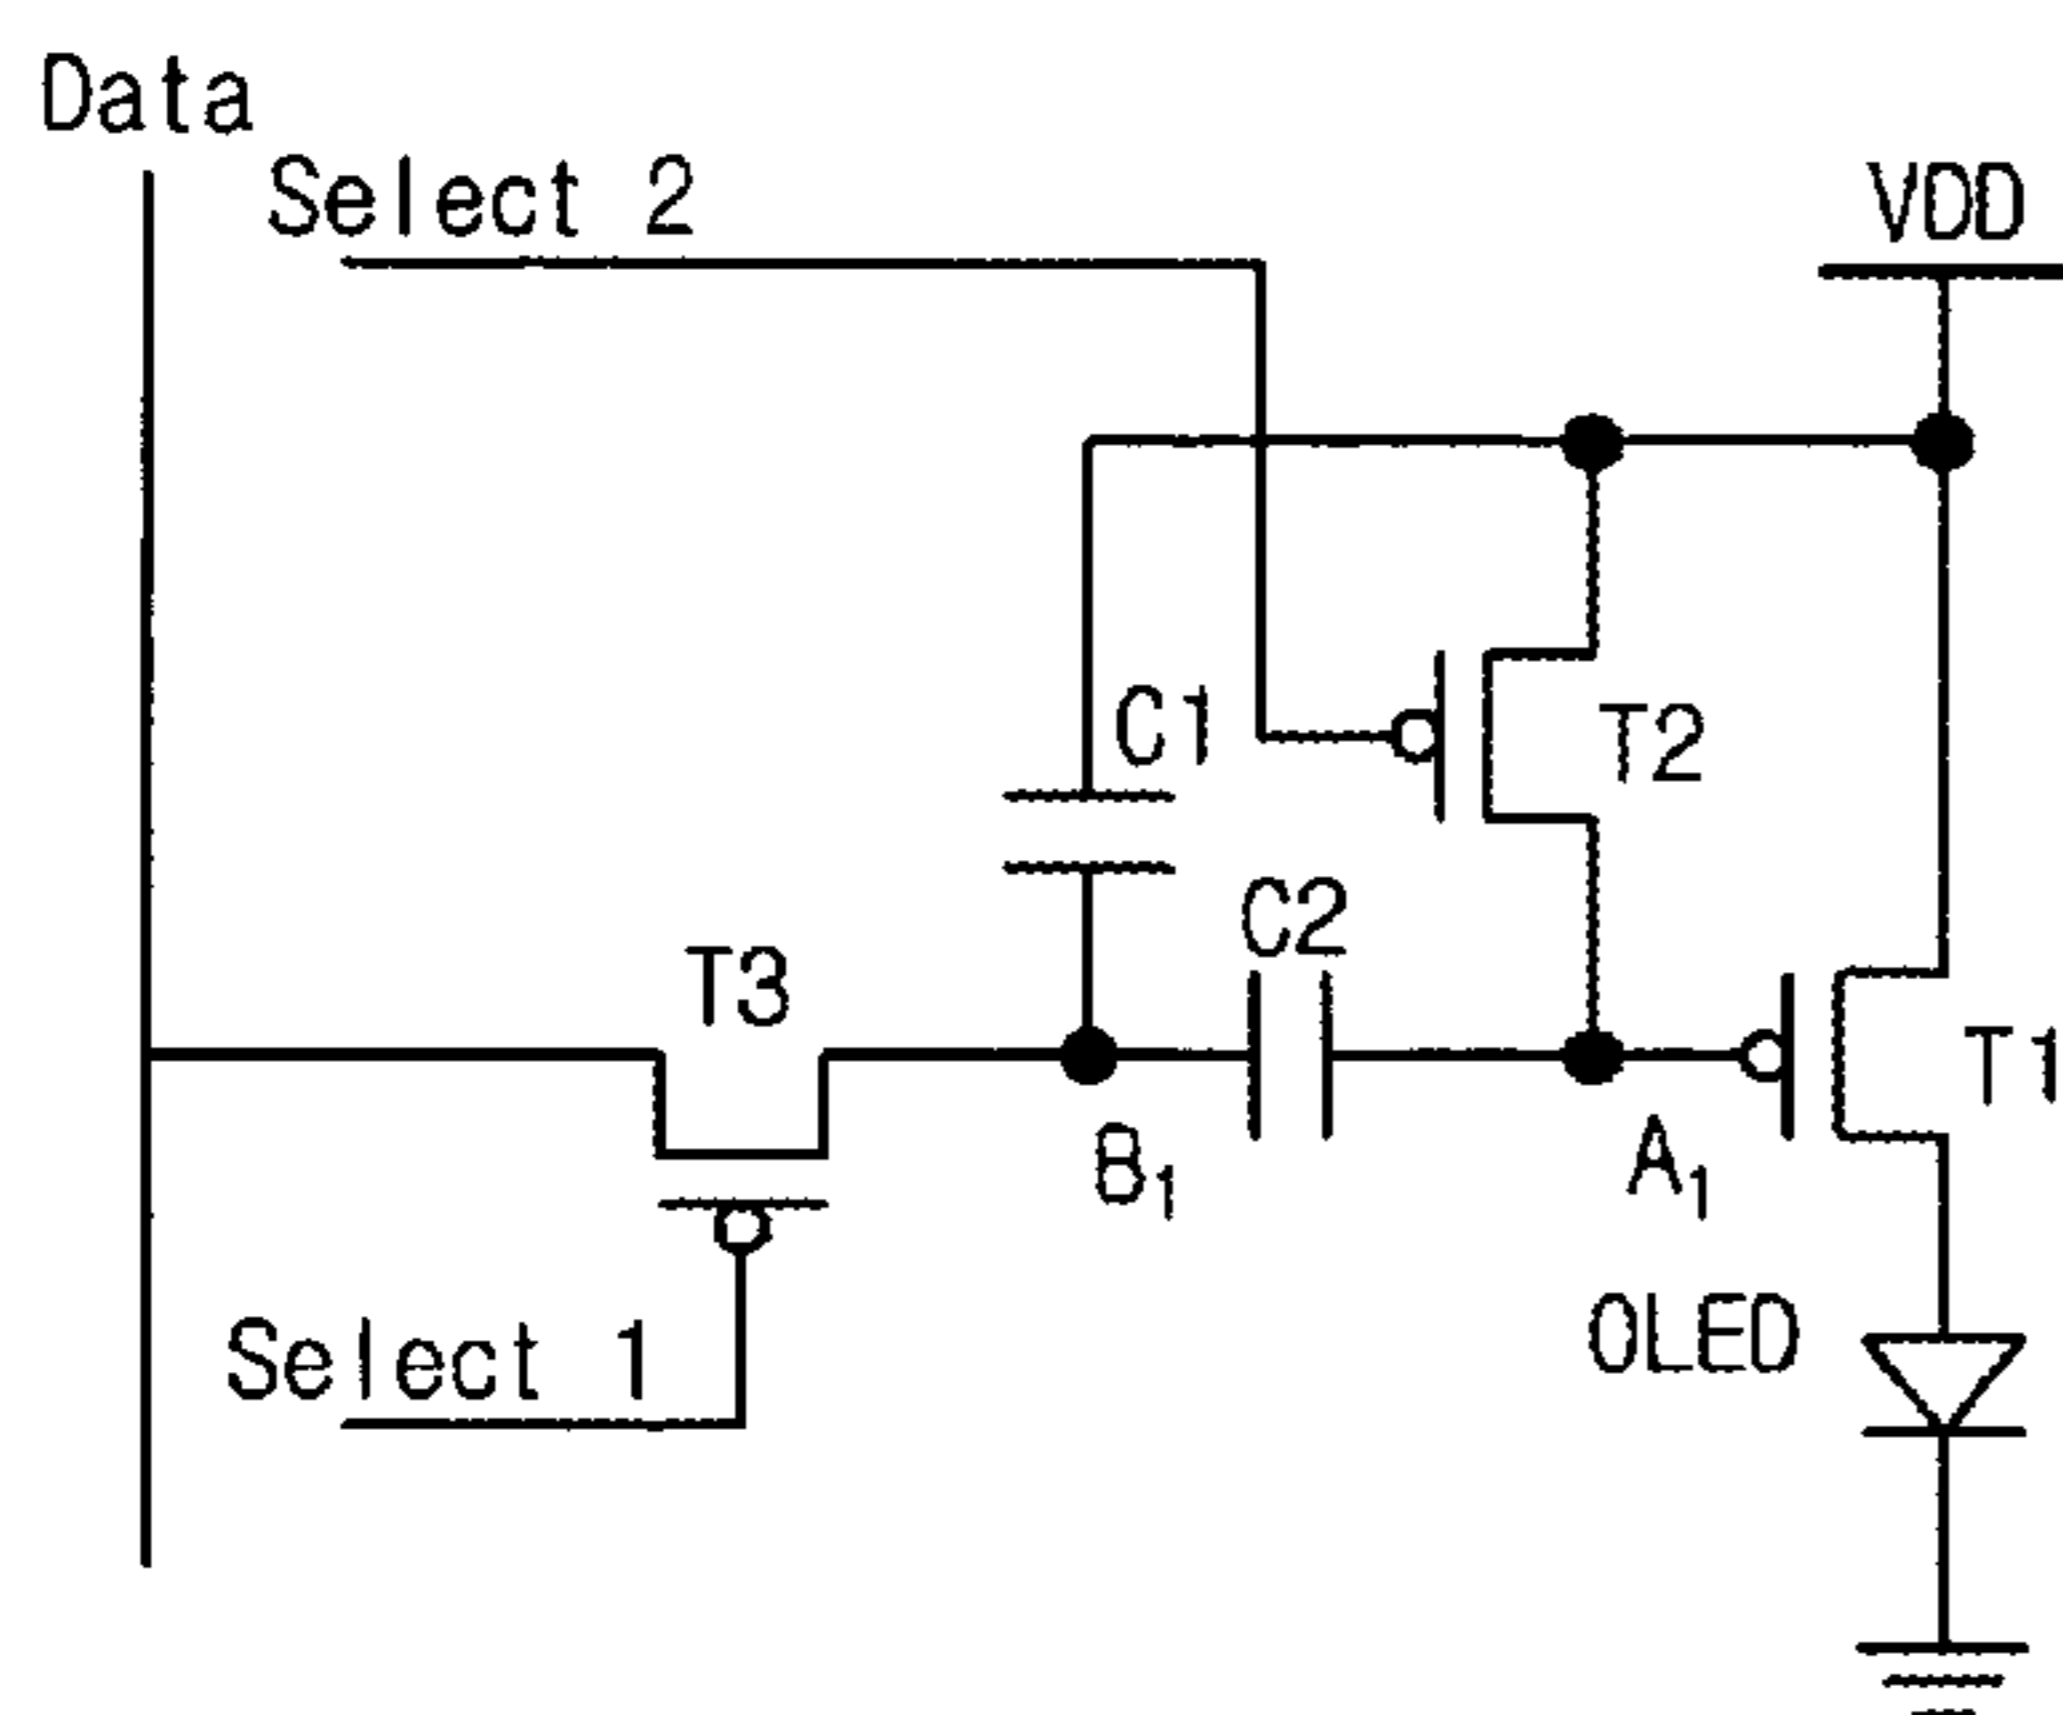 Data
Select 2
VDD
C1
T2
C2
T3
T1
B1
A1
OLED
Select 1